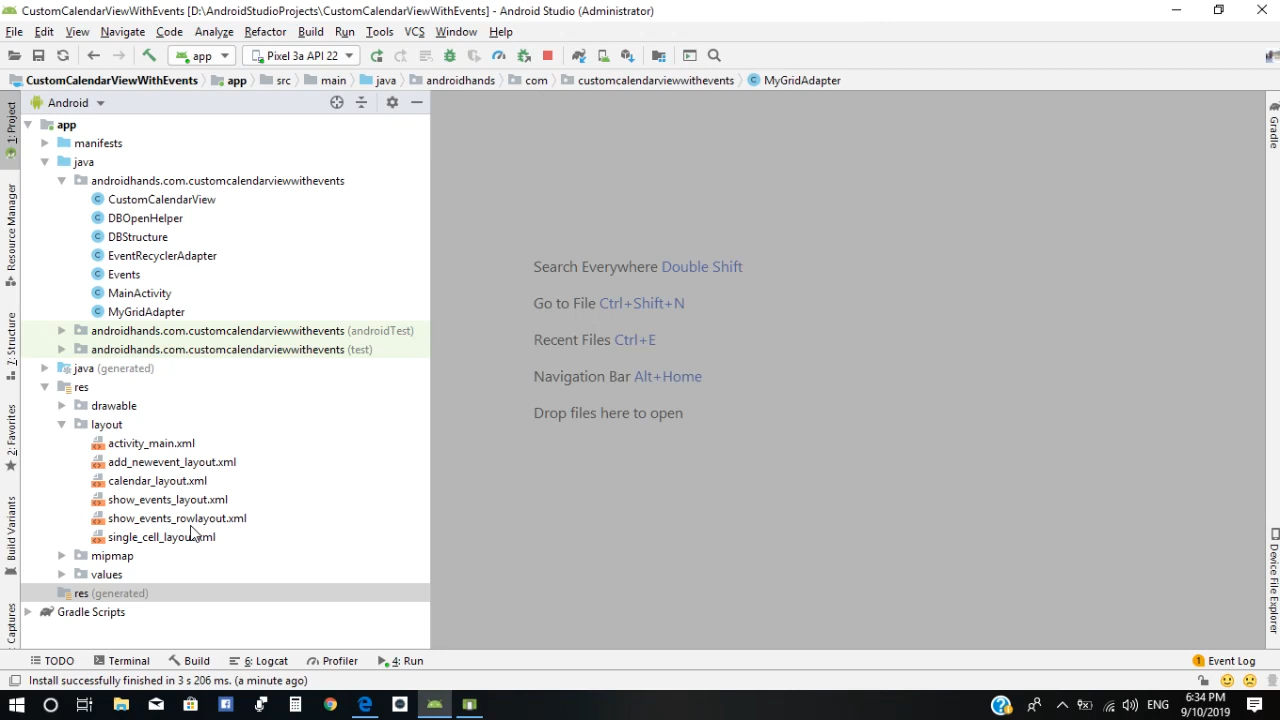 CustomCalendarViewWithEvents [D:\AndroidStudioProjects\CustomCalendarViewWithEvents] - Android Studio (Administrator)
File Edit View Navigate Code Analyze Refactor Build Run Tools VCS Window Help
app Pixel 3a API 22
CustomCalendarViewWithEvents app src main java androidhands com customcalendarviewwithevents MyGridAdapter
Android
app
manifests
java
androidhands.com.customcalendarviewwithevents
CustomCalendarView
DBOpenHelper
DBStructure
EventRecyclerAdapter
Events
MainActivity
MyGridAdapter
androidhands.com.customcalendarviewwithevents (androidTest)
androidhands.com.customcalendarviewwithevents (test)
java (generated)
res
drawable
layout
activity_main.xml
add_newevent_layout.xml
calendar_layout.xml
show_events_layout.xml
show_events_rowlayout.xml
single_cell_layout.xml
mipmap
values
res (generated)
Gradle Scripts
1: Project
Resource Manager
7: Structure
2: Favorites
Build Variants
Captures
Search Everywhere Double Shift
Go to File Ctrl+Shift+N
Recent Files Ctrl+E
Navigation Bar Alt+Home
Drop files here to open
Gradle
Device File Explorer
TODO Terminal Build 6: Logcat Profiler 4: Run 1 Event Log
Install successfully finished in 3 s 206 ms. (a minute ago)
ENG
6:34 PM
9/10/2019